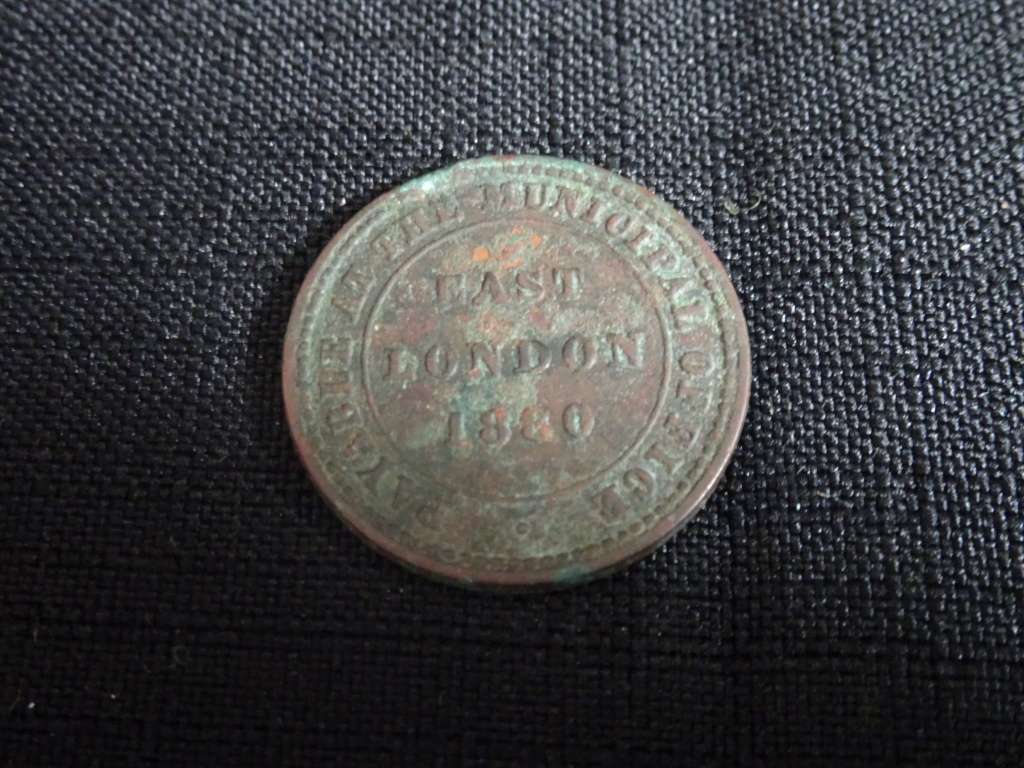 PAYABLE AT THE MUNICIPAL OFFICE
EAST
LONDON
1880